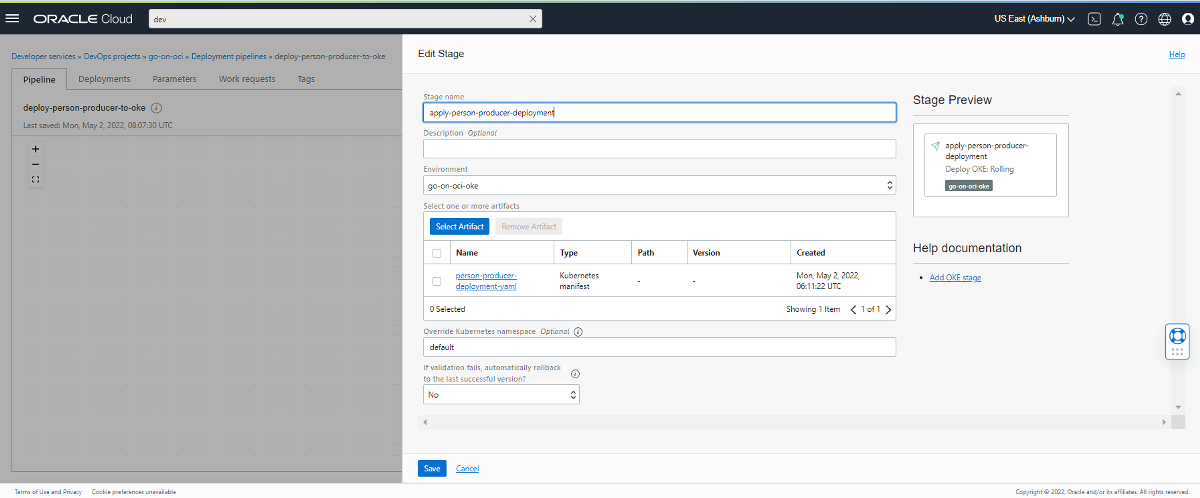 ORACLE Cloud
dev
US East (Ashburn)
Developer services » DevOps projects » go-on-oci » Deployment pipelines » deploy-person-producer-to-oke
Pipeline
Deployments
Parameters
Work requests
Tags
deploy-person-producer-to-oke
Last saved: Mon, May 2, 2022, 08:07:30 UTC
Edit Stage
Help
Stage name
apply-person-producer-deployment
Description Optional
Environment
go-on-oci-oke
Select one or more artifacts
Select Artifact
Remove Artifact
Name
Type
Path
Version
Created
person-producer-
deployment-yaml
Kubernetes
manifest
-
-
Mon, May 2, 2022,
06:11:22 UTC
0 Selected
Showing 1 Item
1 of 1
Override Kubernetes namespace Optional
default
If validation fails, automatically rollback
to the last successful version?
No
Stage Preview
apply-person-producer-
deployment
Deploy OKE: Rolling
go-on-oci-oke
Help documentation
Add OKE stage
Save
Cancel
Terms of Use and Privacy
Cookie preferences unavailable
Copyright © 2022, Oracle and/or its affiliates. All rights reserved.